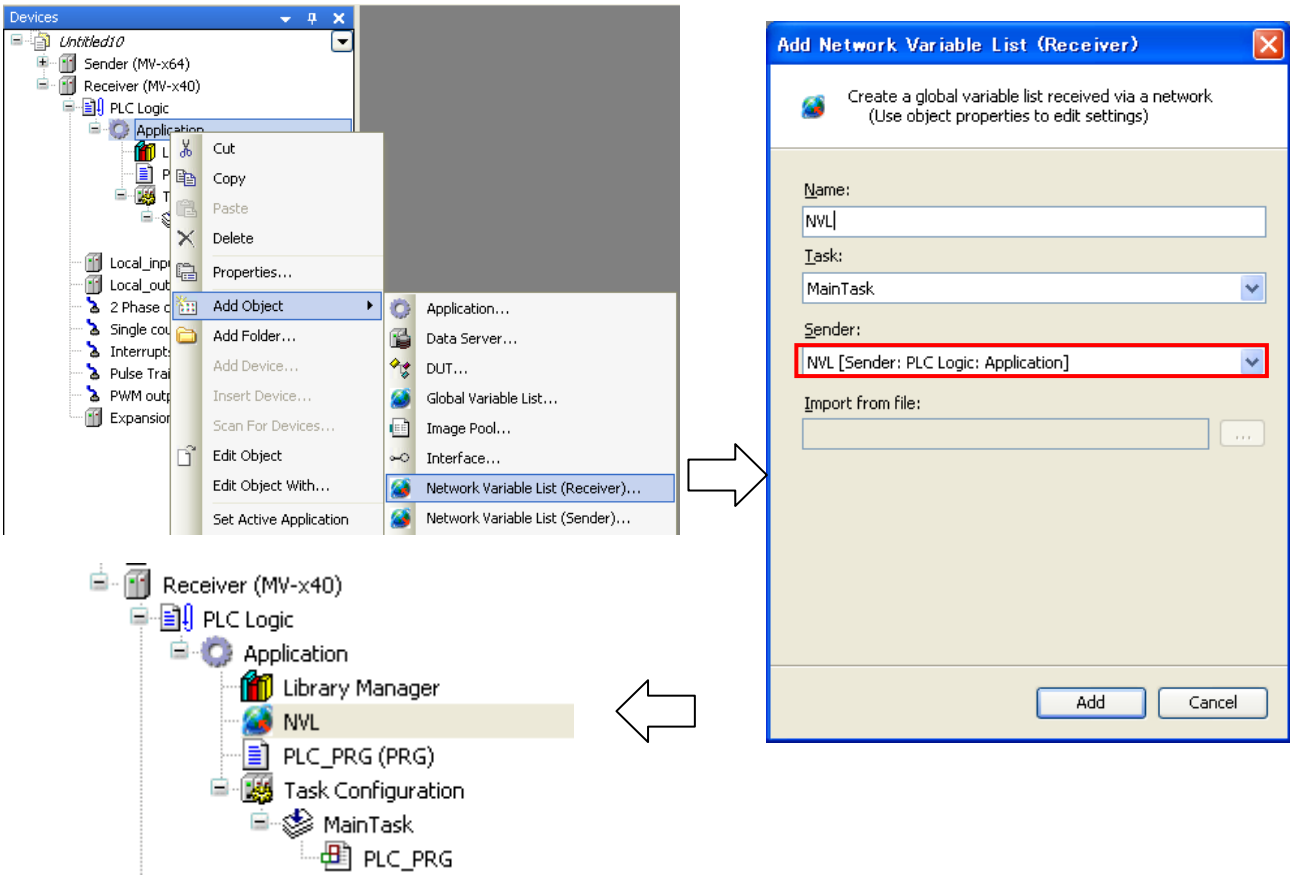 Devices
Untitled10
Sender (MV-x64)
Receiver (MV-x40)
PLC Logic
Application
L
P
T
Local_inp
Local_out
2 Phase c
Single cou
Interrupt
Pulse Trai
PWM outp
Expansion
Cut
Copy
Paste
Delete
Properties...
Add Object
Add Folder...
Add Device...
Insert Device...
Scan For Devices...
Edit Object
Edit Object With...
Set Active Application
Application...
Data Server...
DUT...
Global Variable List...
Image Pool...
Interface...
Network Variable List (Receiver)...
Network Variable List (Sender)...
Add Network Variable List (Receiver)
Create a global variable list received via a network
(Use object properties to edit settings)
Name:
NVL
Task:
MainTask
Sender:
NVL [Sender: PLC Logic: Application]
Import from file:
...
Add
Cancel
Receiver (MV-x40)
PLC Logic
Application
Library Manager
NVL
PLC_PRG (PRG)
Task Configuration
MainTask
PLC_PRG